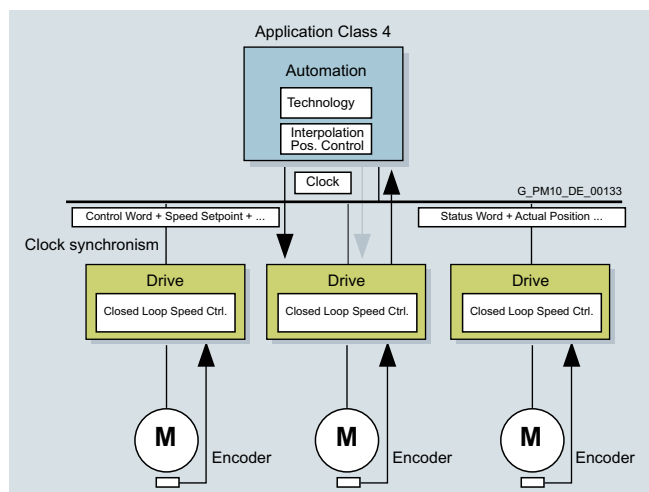 Application Class 4
Automation
Technology
Interpolation
Pos. Control
Clock
G_PM10_DE_00133
Control Word + Speed Setpoint + ...
Status Word + Actual Position ...
Clock synchronism
Drive
Closed Loop Speed Ctrl.
Drive
Closed Loop Speed Ctrl.
Drive
Closed Loop Speed Ctrl.
M
Encoder
M
Encoder
M
Encoder